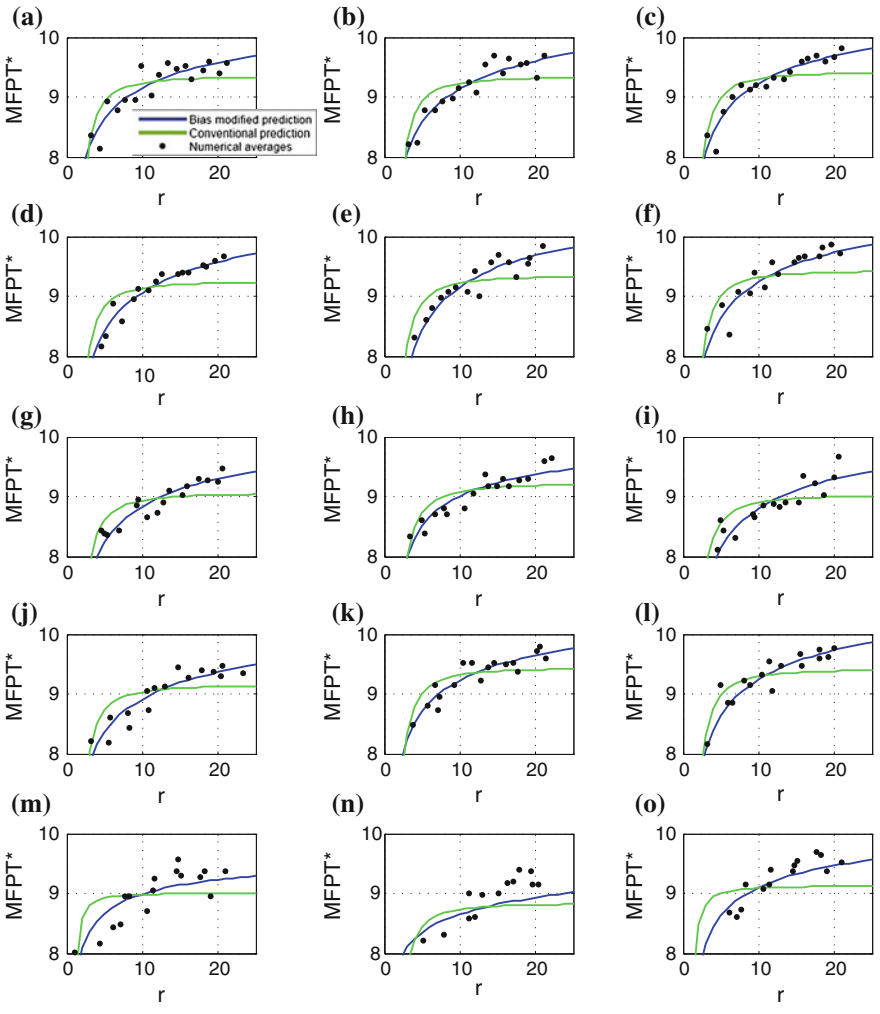 (a) (b) (c)
10 10 10
MFPT* 9 MFPT* 9 MFPT* 9
Bias modified prediction
Conventional prediction
Numerical averages
8 8 8
0 10 20 0 10 20 0 10 20
r r r
(d) (e) (f)
10 10 10
MFPT* 9 MFPT* 9 MFPT* 9
8 8 8
0 10 20 0 10 20 0 10 20
r r r
(g) (h) (i)
10 10 10
MFPT* 9 MFPT* 9 MFPT* 9
8 8 8
0 10 20 0 10 20 0 10 20
r r r
(j) (k) (l)
10 10 10
MFPT* 9 MFPT* 9 MFPT* 9
8 8 8
0 10 20 0 10 20 0 10 20
r r r
(m) (n) (o)
10 10 10
MFPT* 9 MFPT* 9 MFPT* 9
8 8 8
0 10 20 0 10 20 0 10 20
r r r